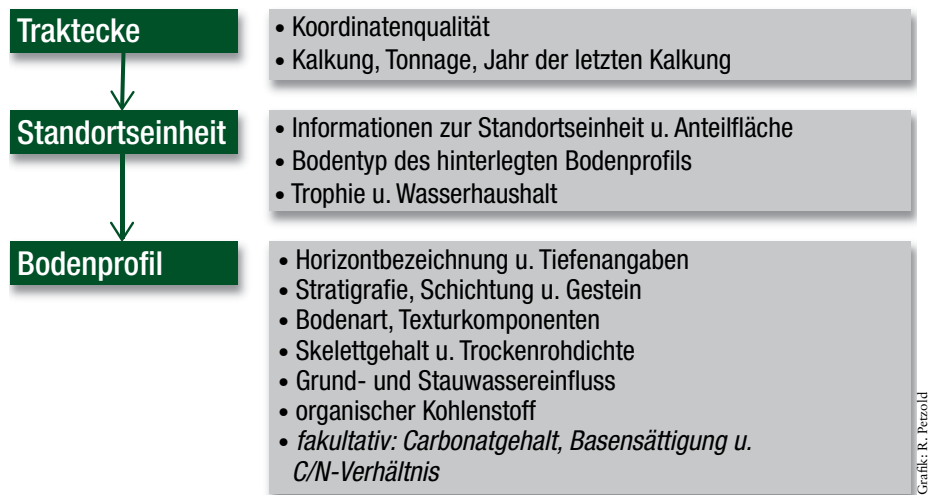 Traktecke
• Koordinatenqualität
• Kalkung, Tonnage, Jahr der letzten Kalkung
Standortseinheit
• Informationen zur Standortseinheit u. Anteilfläche
• Bodentyp des hinterlegten Bodenprofils
• Trophie u. Wasserhaushalt
Bodenprofil
• Horizontbezeichnung u. Tiefenangaben
• Stratigrafie, Schichtung u. Gestein
• Bodenart, Texturkomponenten
• Skelettgehalt u. Trockenrohdichte
• Grund- und Stauwassereinfluss
• organischer Kohlenstoff
• fakultativ: Carbonatgehalt, Basensättigung u.
C/N-Verhältnis
Grafik: R. Petzold